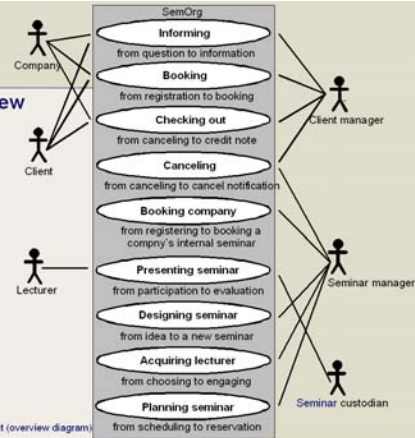 SemOrg
Informing
from question to information
Company
Booking
from registration to booking
Client manager
ew
Checking out
from canceling to credit note
Client
Canceling
from canceling to cancel notification
Booking company
from registering to booking a
compny's internal seminar
Lecturer
Presenting seminar
from participation to evaluation
Seminar manager
Designing seminar
from idea to a new seminar
Acquiring lecturer
from choosing to engaging
Seminar custodian
Planning seminar
t (overview diagram)
from scheduling to reservation